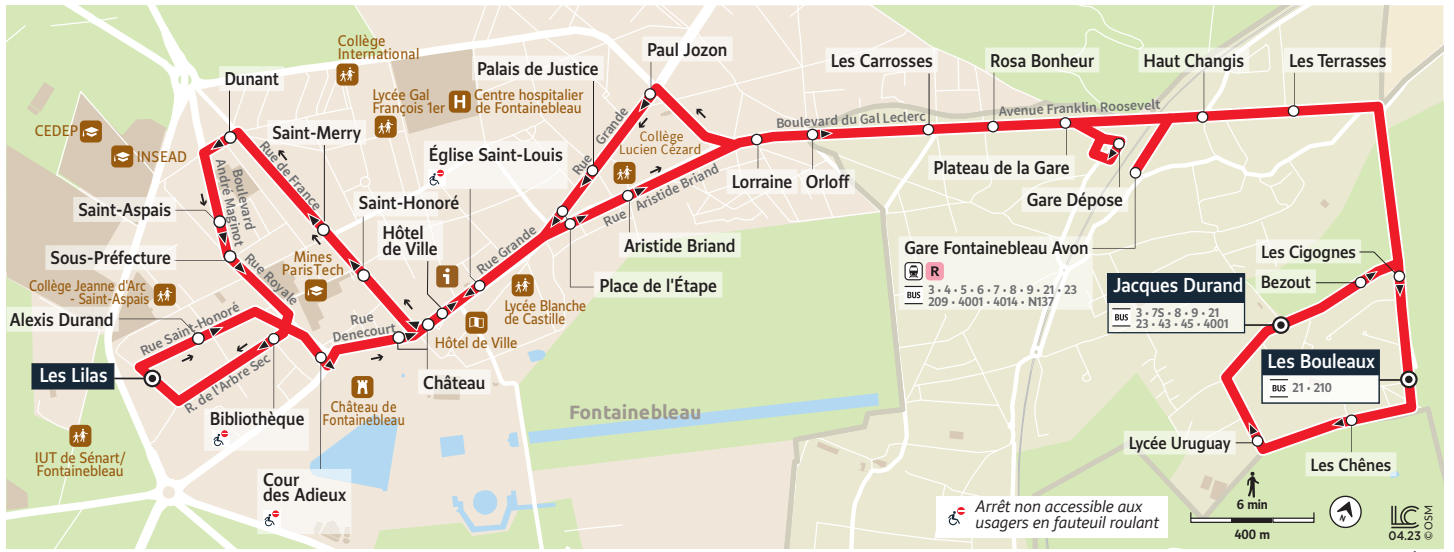 Collège
International
Dunant
Lycée Gal
François 1er
Palais de Justice
Centre hospitalier
de Fontainebleau
H
Paul Jozon
Les Carrosses
Rosa Bonheur
Haut Changis
Les Terrasses
CEDEP
INSEAD
Saint-Merry
Rue de France
Église Saint-Louis
Rue Grande
Collège
Lucien Cézard
Boulevard du Gal Leclerc
Avenue Franklin Roosevelt
Boulevard
André Maginot
Saint-Aspais
Saint-Honoré
Rue Aristide Briand
Lorraine
Orloff
Plateau de la Gare
Gare Dépose
Sous-Préfecture
Rue Royale
Mines
ParisTech
Hôtel
de Ville
i
Rue Grande
Aristide Briand
Place de l'Étape
Gare Fontainebleau Avon
R
BUS
3 • 4 • 5 • 6 • 7 • 8 • 9 • 21 • 23
209 • 4001 • 4014 • N137
Les Cigognes
Bezout
Jacques Durand
BUS
3 • 7S • 8 • 9 • 21
23 • 43 • 45 • 4001
Collège Jeanne d'Arc
- Saint-Aspais
Alexis Durand
Rue Saint-Honoré
Rue
Denecourt
Lycée Blanche
de Castille
Hôtel de Ville
Les Lilas
R. de l'Arbre Sec
Château
Les Bouleaux
BUS
21 • 210
Bibliothèque
Château de
Fontainebleau
Fontainebleau
IUT de Sénart/
Fontainebleau
Cour
des Adieux
Lycée Uruguay
Les Chênes
Arrêt non accessible aux
usagers en fauteuil roulant
6 min
400 m
N
LC
04.23
© OSM